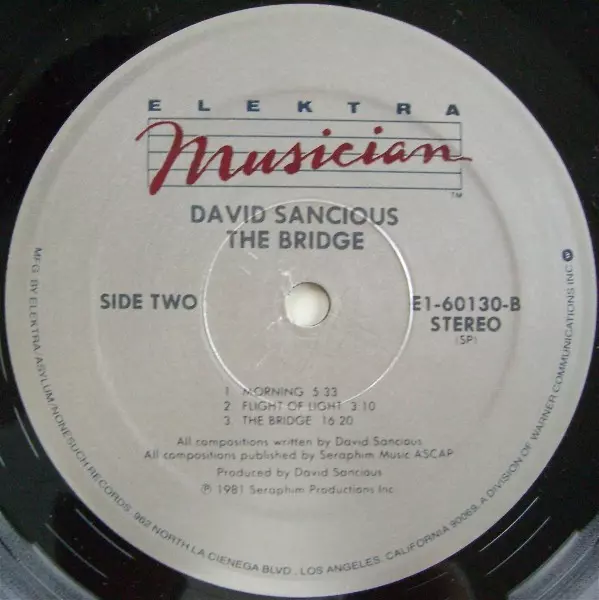 ELEKTRA
Musician
TM
DAVID SANCIOUS
THE BRIDGE
SIDE TWO
E1-60130-B
STEREO
(SP)
1 MORNING 5:33
2 FLIGHT OF LIGHT 3:10
3 THE BRIDGE 16:20
All compositions written by David Sancious
All compositions published by Seraphim Music ASCAP
Produced by David Sancious
℗ 1981 Seraphim Productions Inc.
MFG BY ELEKTRA/ASYLUM/NONESUCH RECORDS, 962 NORTH LA CIENEGA BLVD., LOS ANGELES, CALIFORNIA 90069, A DIVISION OF WARNER COMMUNICATIONS INC